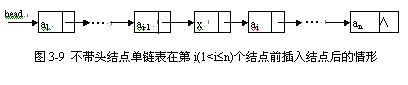 head a₁ …… aᵢ₊₁ x aᵢ …… aₙ ∧
图 3-9 不带头结点单链表在第 i(1<i≤n)个结点前插入结点后的情形